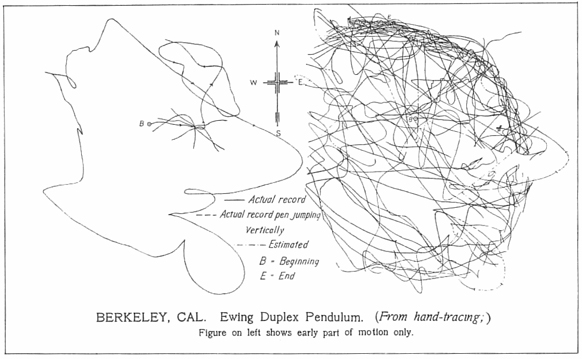 N
W E
S
B
E
Actual record
Actual record pen jumping
Vertically
Estimated
B = Beginning
E = End
BERKELEY, CAL. Ewing Duplex Pendulum. (From hand-tracing;)
Figure on left shows early part of motion only.